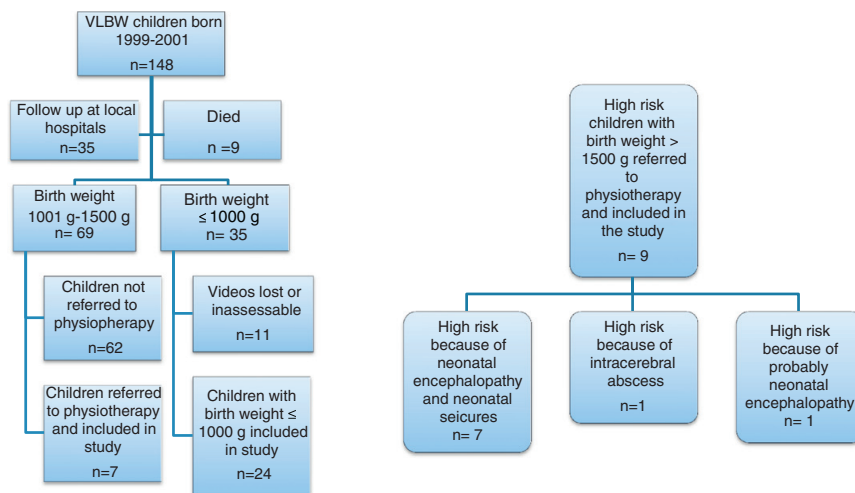 VLBW children born
1999-2001
n=148
Follow up at local
hospitals
n=35
Died
n =9
Birth weight
1001 g-1500 g
n= 69
Birth weight
≤ 1000 g
n= 35
Children not
referred to
physiopherapy
n=62
Videos lost or
inassessable
n=11
Children referred
to physiotherapy
and included in
study
n=7
Children with
birth weight ≤
1000 g included
in study
n=24
High risk
children with
birth weight >
1500 g referred
to
physiotherapy
and included in
the study
n= 9
High risk
because of
neonatal
encephalopathy
and neonatal
seicures
n= 7
High risk
because of
intracerebral
abscess
n=1
High risk
because of
probably
neonatal
encephalopathy
n= 1